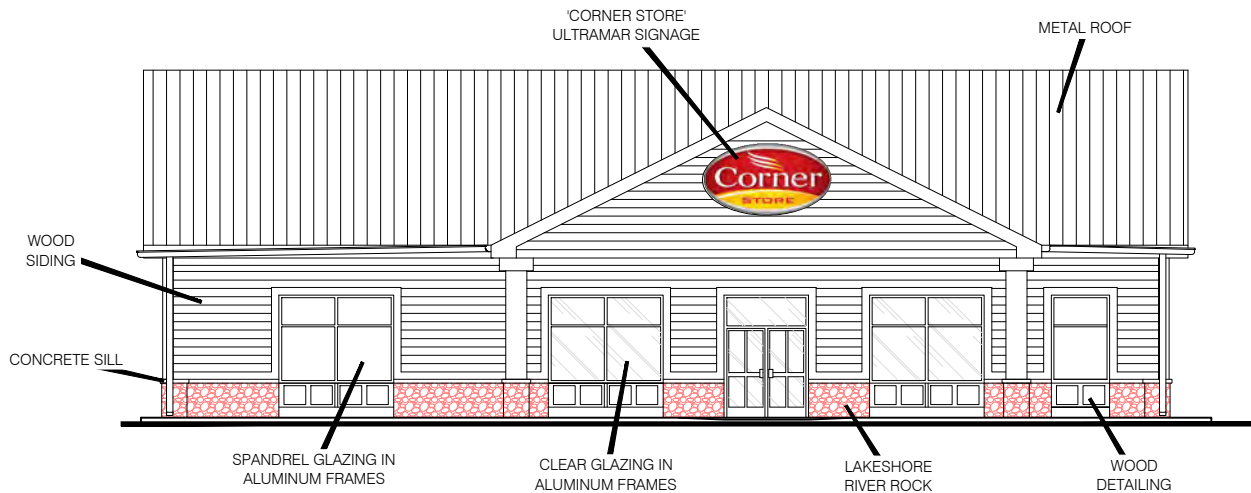 'CORNER STORE'
ULTRAMAR SIGNAGE
METAL ROOF
Corner
STORE
WOOD
SIDING
CONCRETE SILL
SPANDREL GLAZING IN
ALUMINUM FRAMES
CLEAR GLAZING IN
ALUMINUM FRAMES
LAKESHORE
RIVER ROCK
WOOD
DETAILING